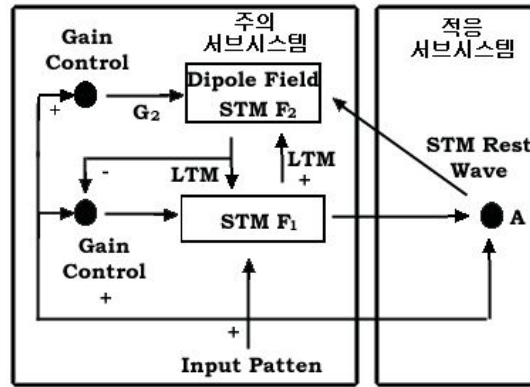 주의
서브시스템
적응
서브시스템
Gain
Control
Dipole Field
STM F2
+
G2
-
LTM
LTM
+
STM Rest
Wave
STM F1
A
Gain
Control
+
+
Input Patten